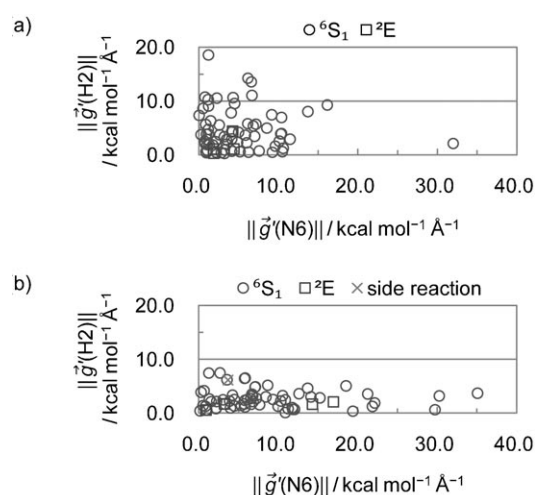 a)
○ ⁶S₁ □ ²E
||g⃗′(H2)||
/ kcal mol⁻¹ Å⁻¹
20.0
10.0
0.0
0.0 10.0 20.0 30.0 40.0
||g⃗′(N6)|| / kcal mol⁻¹ Å⁻¹
b)
○ ⁶S₁ □ ²E × side reaction
||g⃗′(H2)||
/ kcal mol⁻¹ Å⁻¹
20.0
10.0
0.0
0.0 10.0 20.0 30.0 40.0
||g⃗′(N6)|| / kcal mol⁻¹ Å⁻¹